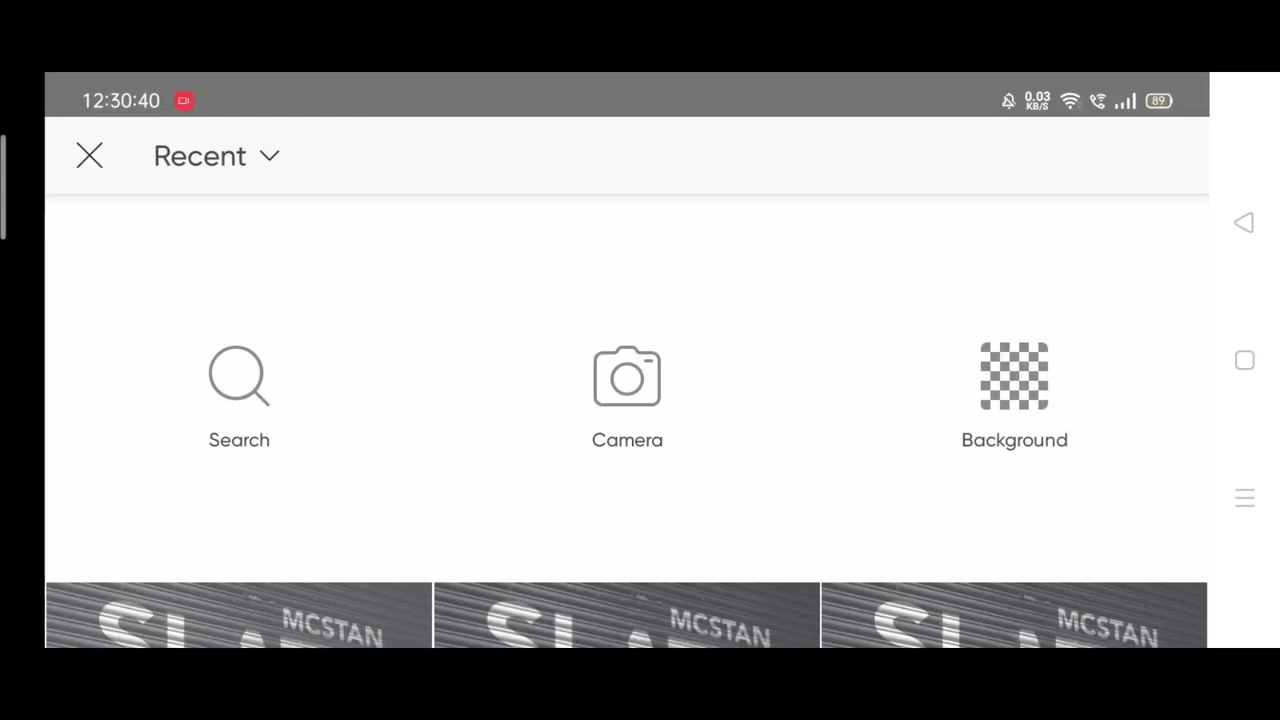 12:30:40
0.03
KB/S
89
Recent
Search
Camera
Background
MCSTAN
MCSTAN
MCSTAN